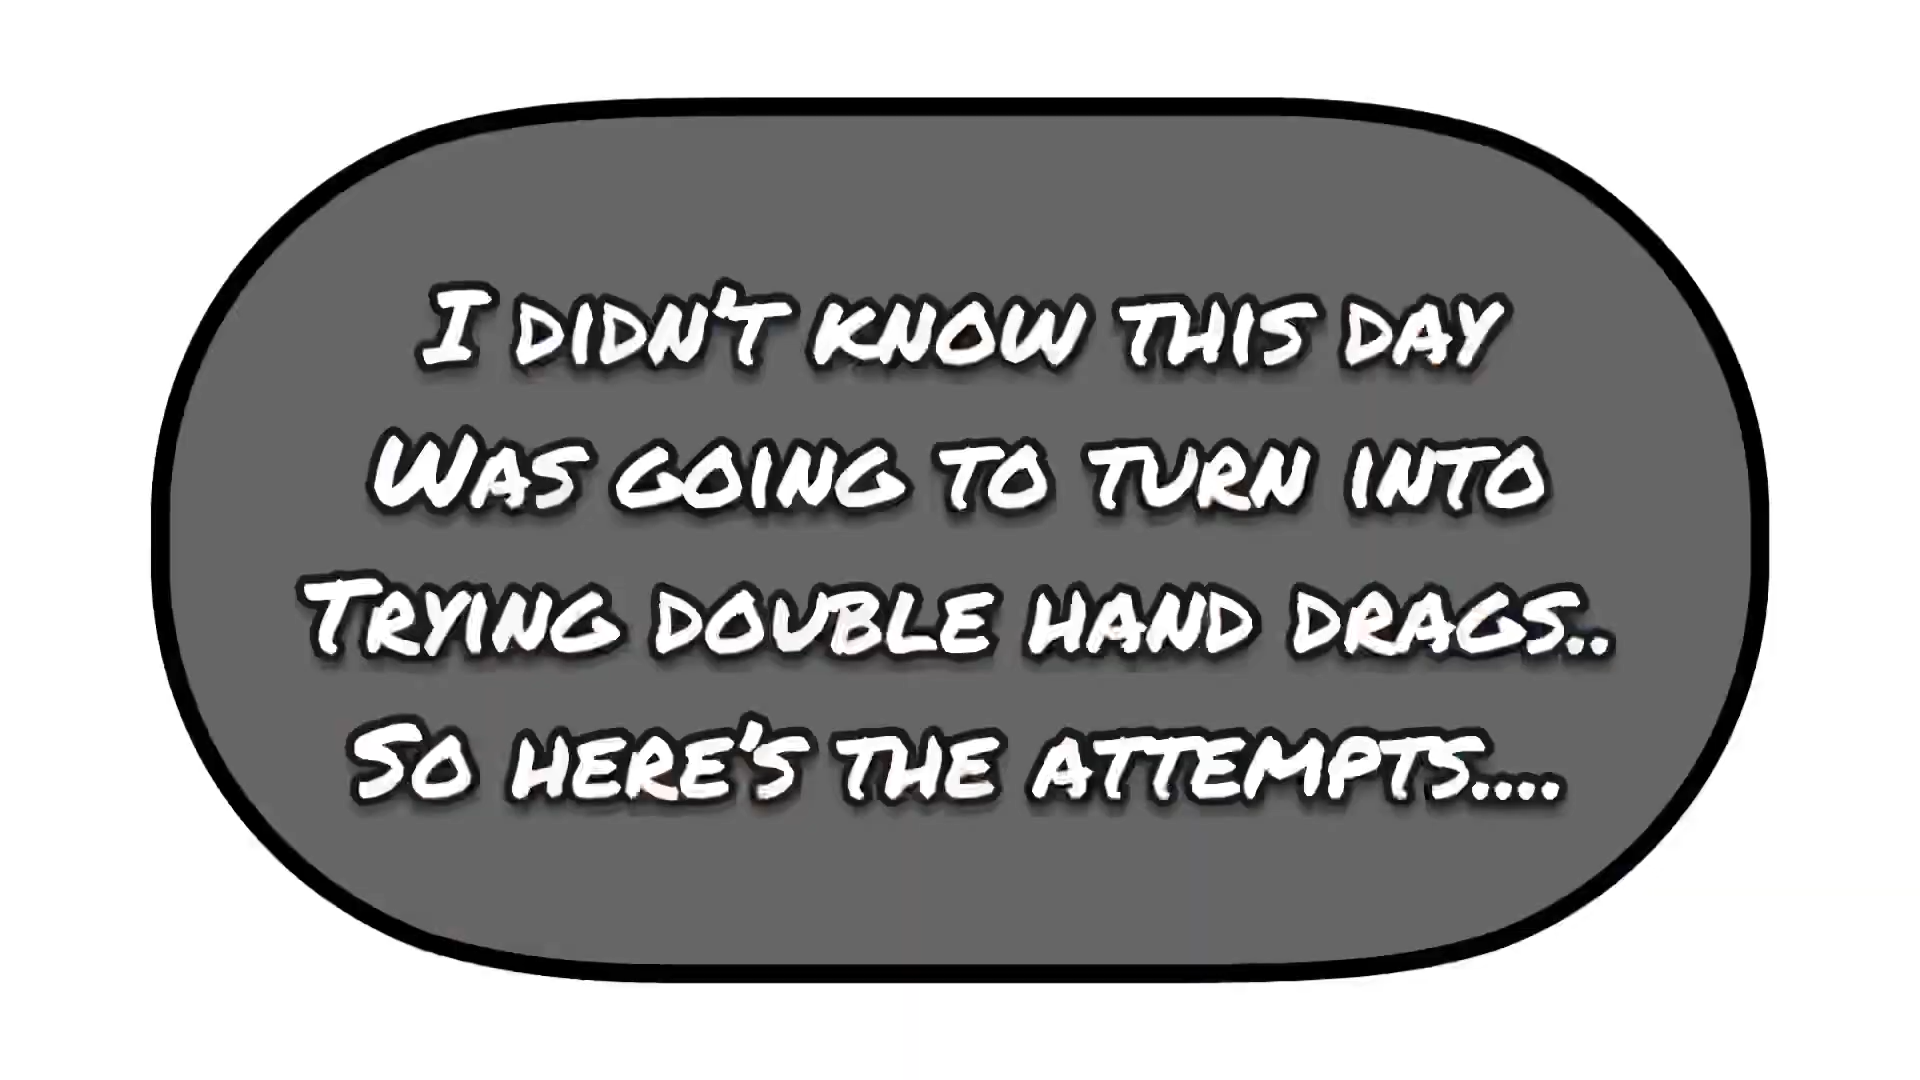 I didn't know this day
Was going to turn into
Trying double hand drags..
So here's the attempts....